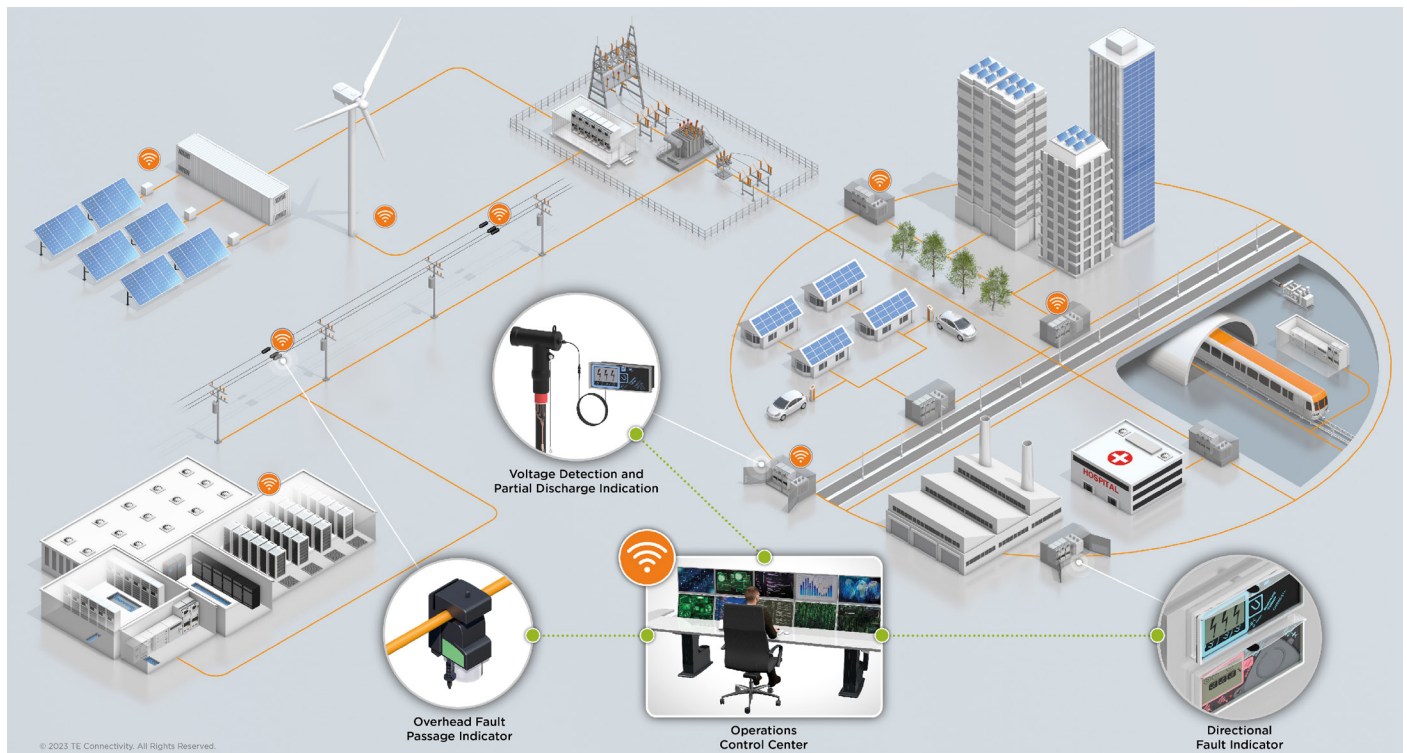 HOSPITAL
Voltage Detection and
Partial Discharge Indication
Overhead Fault
Passage Indicator
Operations
Control Center
Directional
Fault Indicator
© 2023 TE Connectivity. All Rights Reserved.